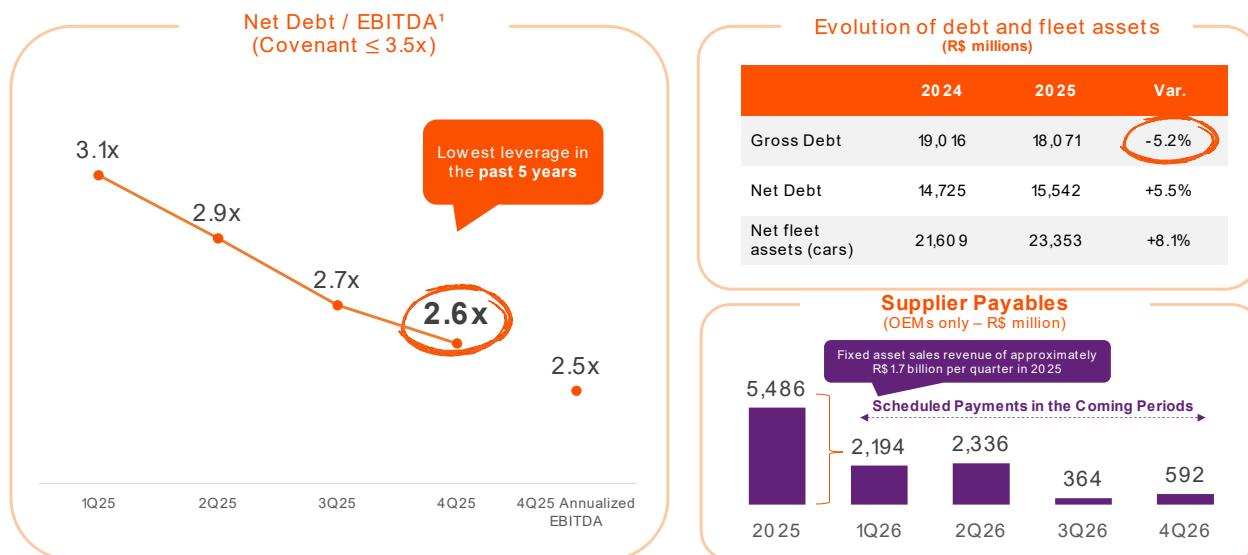 Net Debt / EBITDA¹
(Covenant ≤ 3.5x)
3.1x
2.9x
2.7x
2.6x
2.5x
Lowest leverage in
the past 5 years
1Q25
2Q25
3Q25
4Q25
4Q25 Annualized
EBITDA
Evolution of debt and fleet assets
(R$ millions)
2024 2025 Var.
Gross Debt 19,016 18,071 -5.2%
Net Debt 14,725 15,542 +5.5%
Net fleet
assets (cars) 21,609 23,353 +8.1%
Supplier Payables
(OEMs only – R$ million)
Fixed asset sales revenue of approximately
R$1.7 billion per quarter in 2025
Scheduled Payments in the Coming Periods
5,486
2,194
2,336
364
592
2025
1Q26
2Q26
3Q26
4Q26